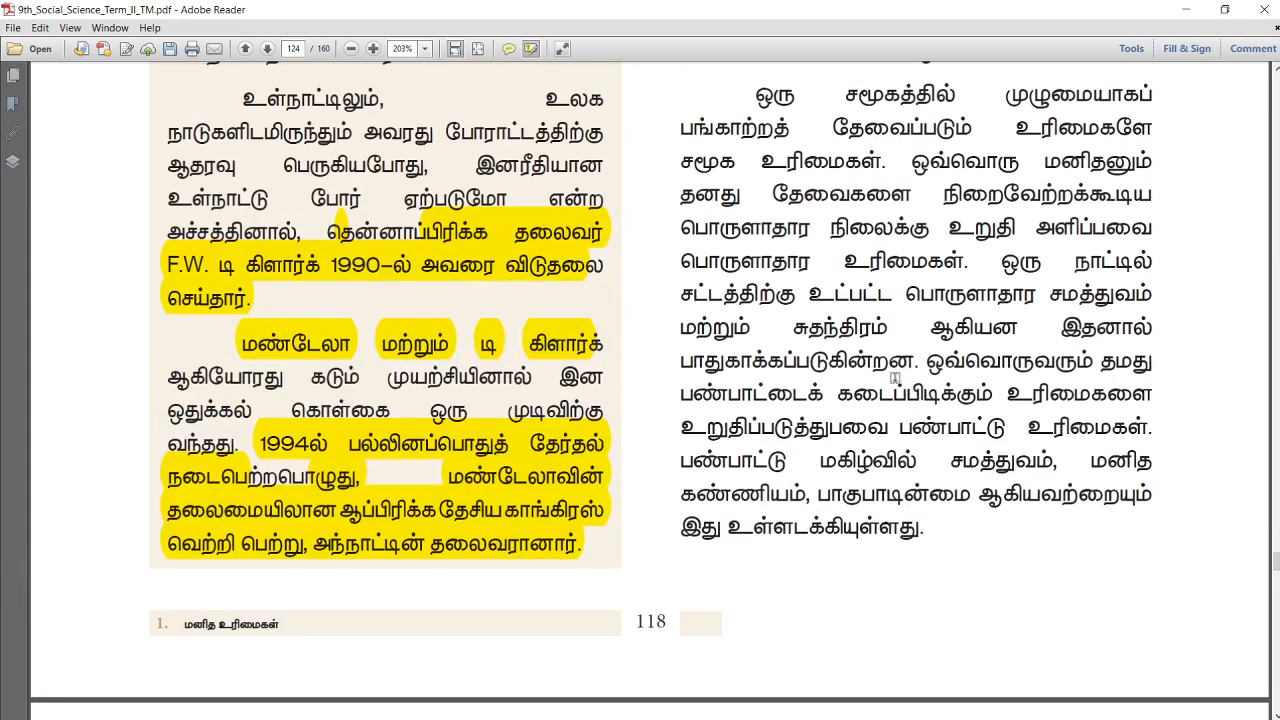 9th_Social_Science_Term_II_TM.pdf - Adobe Reader
File Edit View Window Help
Open 124 / 160 203% Tools Fill & Sign Comment
உள்நாட்டிலும், உலக
நாடுகளிடமிருந்தும் அவரது போராட்டத்திற்கு
ஆதரவு பெருகியபோது, இனரீதியான
உள்நாட்டு போர் ஏற்படுமோ என்ற
அச்சத்தினால், தென்னாப்பிரிக்க தலைவர்
F.W. டி கிளார்க் 1990–ல் அவரை விடுதலை
செய்தார்.
மண்டேலா மற்றும் டி கிளார்க்
ஆகியோரது கடும் முயற்சியினால் இன
ஒதுக்கல் கொள்கை ஒரு முடிவிற்கு
வந்தது. 1994ல் பல்லினப்பொதுத் தேர்தல்
நடைபெற்றபொழுது, மண்டேலாவின்
தலைமையிலான ஆப்பிரிக்க தேசிய காங்கிரஸ்
வெற்றி பெற்று, அந்நாட்டின் தலைவரானார்.
ஒரு சமூகத்தில் முழுமையாகப்
பங்காற்றத் தேவைப்படும் உரிமைகளே
சமூக உரிமைகள். ஒவ்வொரு மனிதனும்
தனது தேவைகளை நிறைவேற்றக்கூடிய
பொருளாதார நிலைக்கு உறுதி அளிப்பவை
பொருளாதார உரிமைகள். ஒரு நாட்டில்
சட்டத்திற்கு உட்பட்ட பொருளாதார சமத்துவம்
மற்றும் சுதந்திரம் ஆகியன இதனால்
பாதுகாக்கப்படுகின்றன. ஒவ்வொருவரும் தமது
பண்பாட்டைக் கடைப்பிடிக்கும் உரிமைகளை
உறுதிப்படுத்துபவை பண்பாட்டு உரிமைகள்.
பண்பாட்டு மகிழ்வில் சமத்துவம், மனித
கண்ணியம், பாகுபாடின்மை ஆகியவற்றையும்
இது உள்ளடக்கியுள்ளது.
1. மனித உரிமைகள் 118